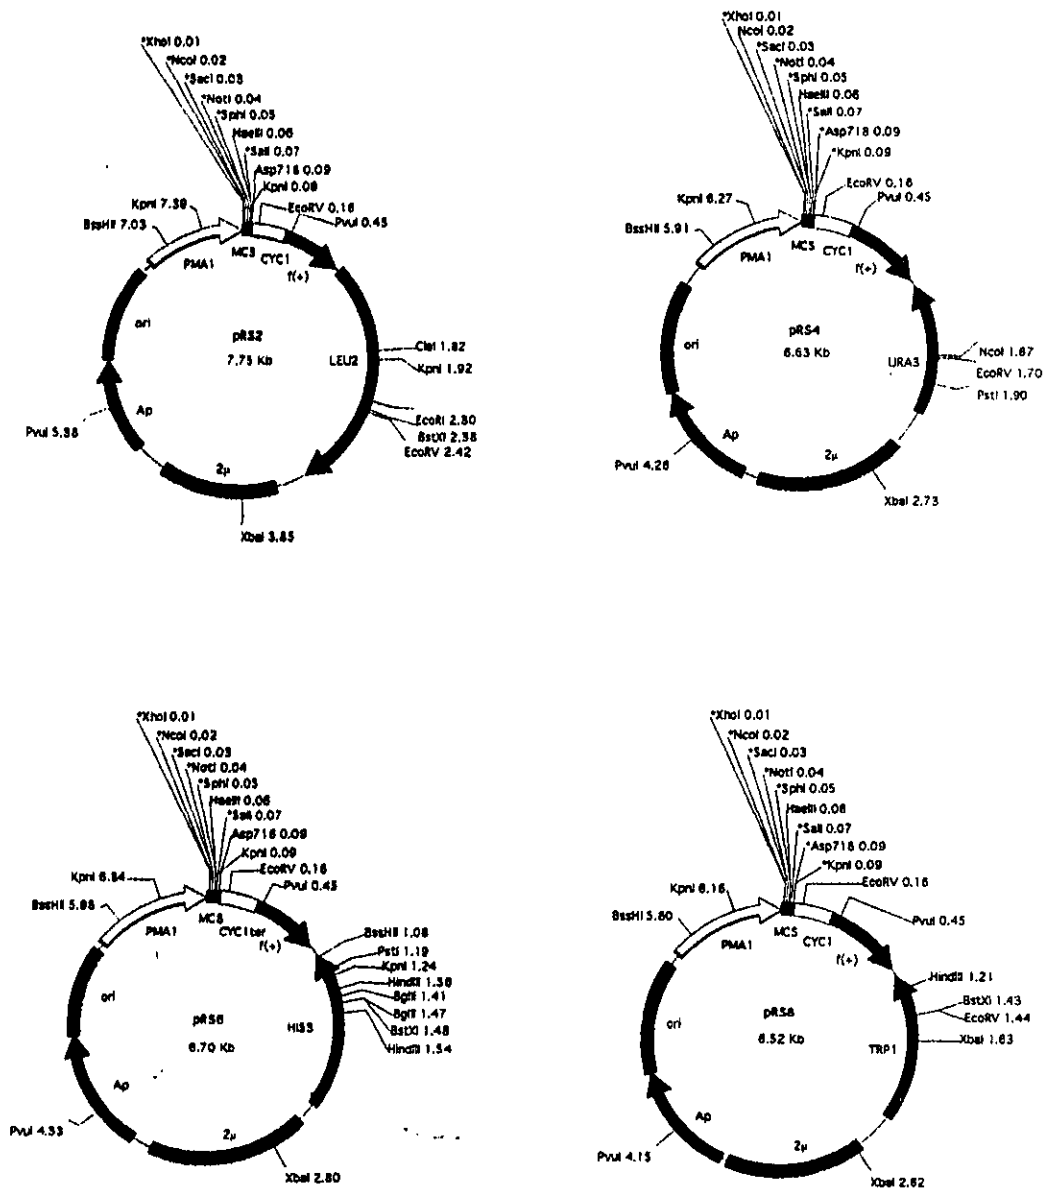 *XhoI 0.01
*NcoI 0.02
*SacI 0.03
*NotI 0.04
*SphI 0.05
HaeIII 0.06
*SalI 0.07
Asp718 0.09
KpnI 0.09
EcoRV 0.16
PvuI 0.45
KpnI 7.39
BssHII 7.03
PMA1
MCS
CYC1
f(+)
ori
pRS2
7.75 Kb
LEU2
ClaI 1.82
KpnI 1.92
EcoRI 2.30
BstXI 2.38
EcoRV 2.42
Ap
PvuI 5.38
2μ
XbaI 3.85
*XhoI 0.01
NcoI 0.02
*SacI 0.03
*NotI 0.04
*SphI 0.05
HaeIII 0.06
*SalI 0.07
*Asp718 0.09
*KpnI 0.09
EcoRV 0.16
PvuI 0.45
KpnI 6.27
BssHII 5.91
PMA1
MCS
CYC1
f(+)
ori
pRS4
6.63 Kb
URA3
NcoI 1.67
EcoRV 1.70
PstI 1.90
Ap
PvuI 4.26
2μ
XbaI 2.73
*XhoI 0.01
*NcoI 0.02
*SacI 0.03
*NotI 0.04
*SphI 0.05
HaeIII 0.06
*SalI 0.07
Asp718 0.09
KpnI 0.09
EcoRV 0.16
PvuI 0.45
KpnI 6.34
BssHII 5.98
PMA1
MCS
CYC1ter
f(+)
BssHII 1.08
PstI 1.19
KpnI 1.24
HindIII 1.36
BglII 1.41
BglII 1.47
BstXI 1.48
HindIII 1.54
ori
pRS6
6.70 Kb
HIS3
Ap
PvuI 4.33
2μ
XbaI 2.80
*XhoI 0.01
*NcoI 0.02
*SacI 0.03
*NotI 0.04
*SphI 0.05
HaeIII 0.06
*SalI 0.07
*Asp718 0.09
*KpnI 0.09
EcoRV 0.16
PvuI 0.45
KpnI 6.16
BssHI 5.80
PMA1
MCS
CYC1
f(+)
HindIII 1.21
BstXI 1.43
EcoRV 1.44
XbaI 1.63
ori
pRS8
6.52 Kb
TRP1
Ap
PvuI 4.15
2μ
XbaI 2.62